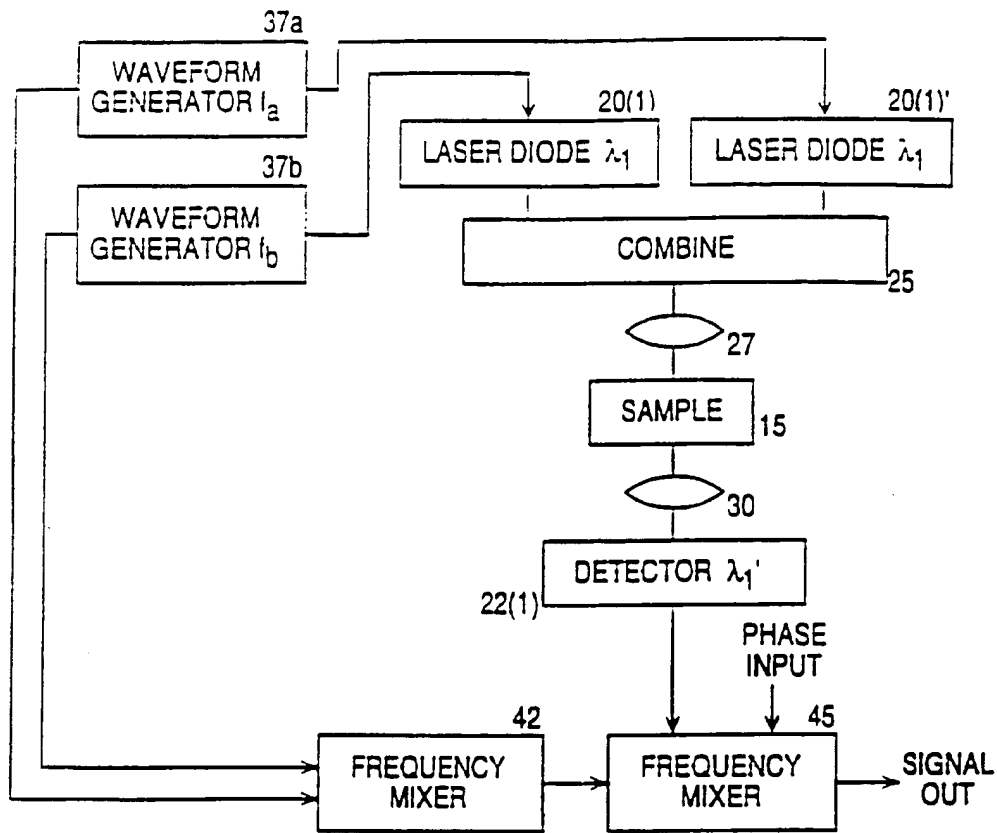 37a
WAVEFORM
GENERATOR fa
37b
WAVEFORM
GENERATOR fb
20(1)
LASER DIODE λ1
20(1)'
LASER DIODE λ1
COMBINE
25
27
SAMPLE
15
30
DETECTOR λ1'
22(1)
PHASE
INPUT
42
FREQUENCY
MIXER
45
FREQUENCY
MIXER
SIGNAL
OUT